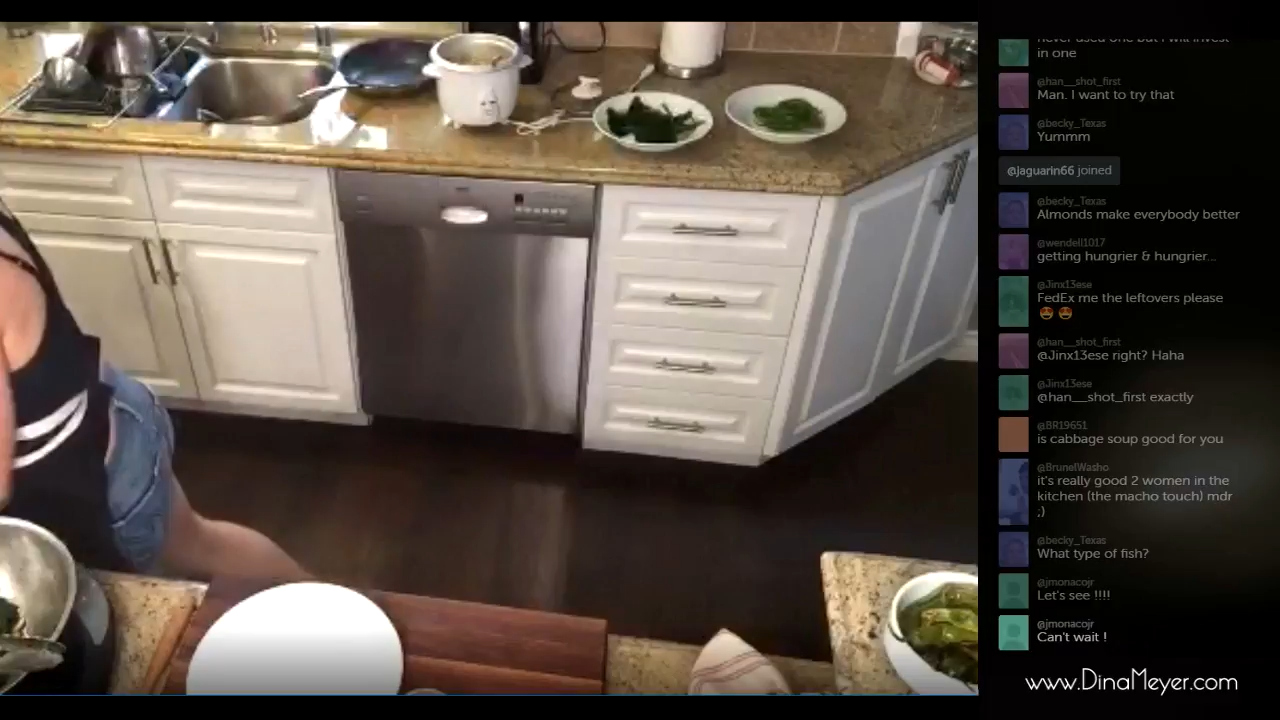 never used one but i will invest
in one
@han__shot_first
Man. I want to try that
@becky_Texas
Yummm
@jaguarin66 joined
@becky_Texas
Almonds make everybody better
@wendell1017
getting hungrier & hungrier...
@Jinx13ese
FedEx me the leftovers please
🤩 🤩
@han__shot_first
@Jinx13ese right? Haha
@Jinx13ese
@han__shot_first exactly
@BR19651
is cabbage soup good for you
@BrunelWasho
it's really good 2 women in the
kitchen (the macho touch) mdr
;)
@becky_Texas
What type of fish?
@jmonacojr
Let's see !!!!
@jmonacojr
Can't wait !
www.DinaMeyer.com